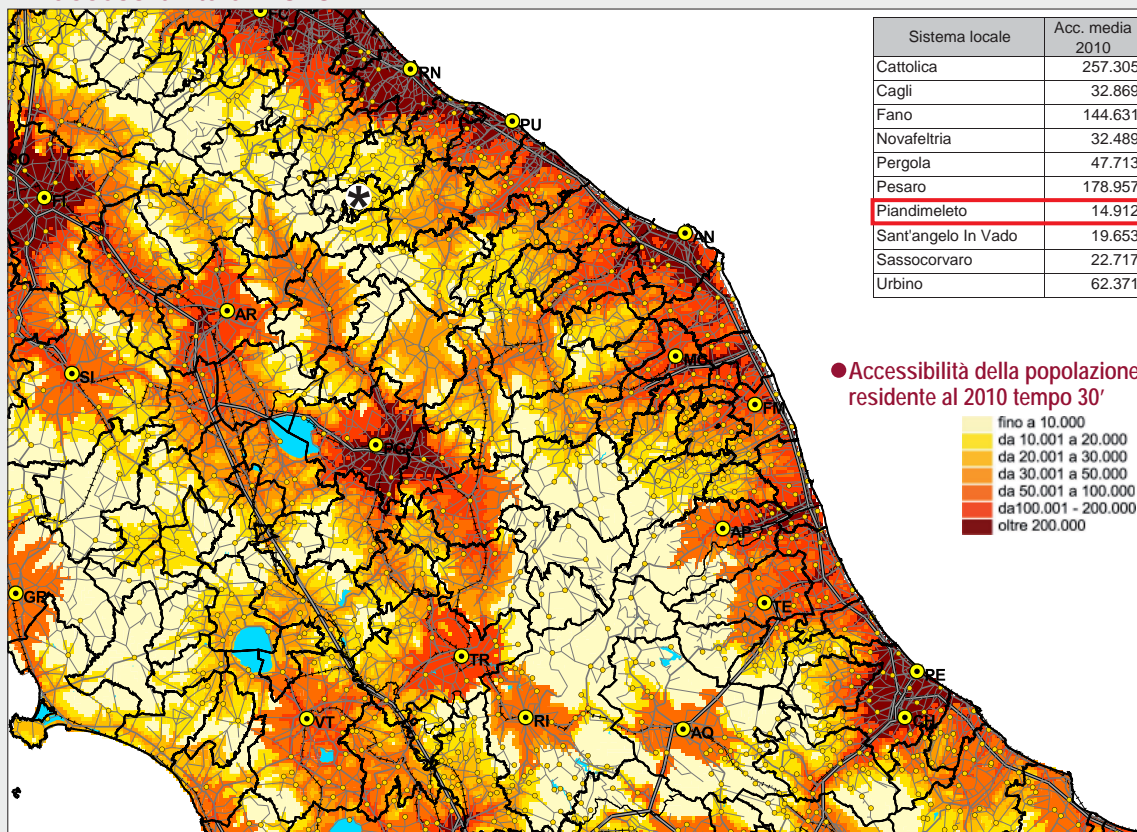 Sistema locale Acc. media 2010
Cattolica 257.305
Cagli 32.869
Fano 144.631
Novafeltria 32.489
Pergola 47.713
Pesaro 178.957
Piandimeleto 14.912
Sant'angelo In Vado 19.653
Sassocorvaro 22.717
Urbino 62.371
Accessibilità della popolazione
residente al 2010 tempo 30'
fino a 10.000
da 10.001 a 20.000
da 20.001 a 30.000
da 30.001 a 50.000
da 50.001 a 100.000
da100.001 - 200.000
oltre 200.000
RN
PU
*
FI
AN
AR
MC
SI
FM
PG
AP
GR
TE
TR
PE
VT
RI
AQ
CH